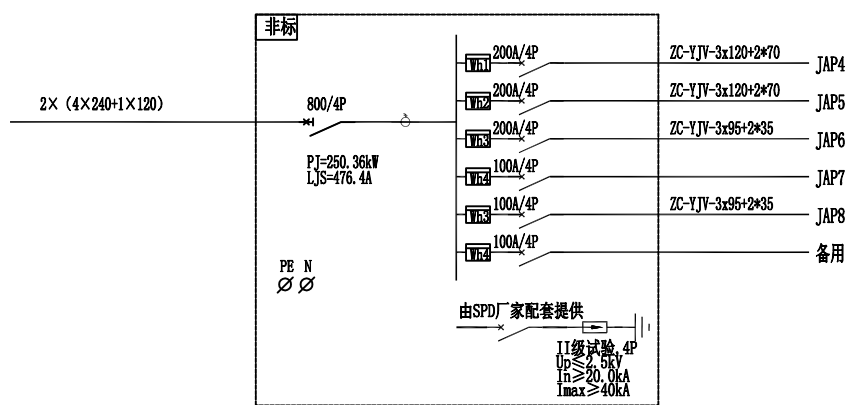 非标
2×（4×240+1×120）
800/4P
PJ=250.36kW
LJS=476.4A
Wh1 200A/4P ZC-YJV-3x120+2*70 JAP4
Wh2 200A/4P ZC-YJV-3x120+2*70 JAP5
Wh3 200A/4P ZC-YJV-3x95+2*35 JAP6
Wh4 100A/4P JAP7
Wh3 100A/4P ZC-YJV-3x95+2*35 JAP8
Wh4 100A/4P 备用
PE N
由SPD厂家配套提供
II级试验,4P
Up≤2.5kV
In≥20.0kA
Imax≥40kA